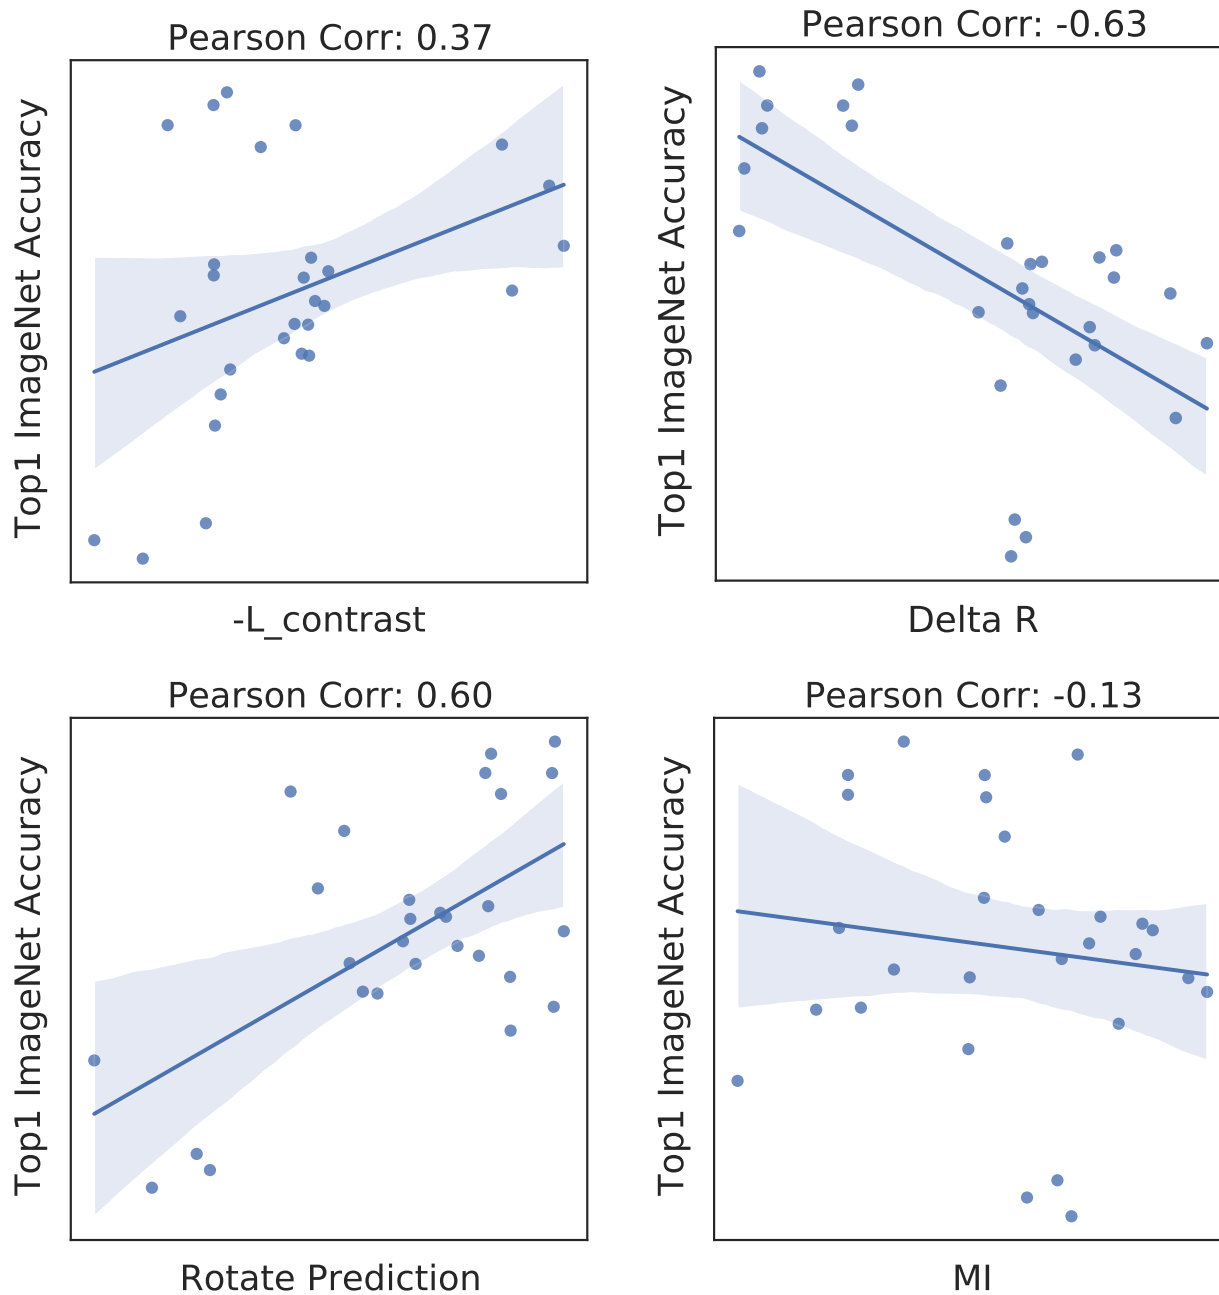 Pearson Corr: 0.37
Top1 ImageNet Accuracy
-L_contrast
Pearson Corr: -0.63
Top1 ImageNet Accuracy
Delta R
Pearson Corr: 0.60
Top1 ImageNet Accuracy
Rotate Prediction
Pearson Corr: -0.13
Top1 ImageNet Accuracy
MI